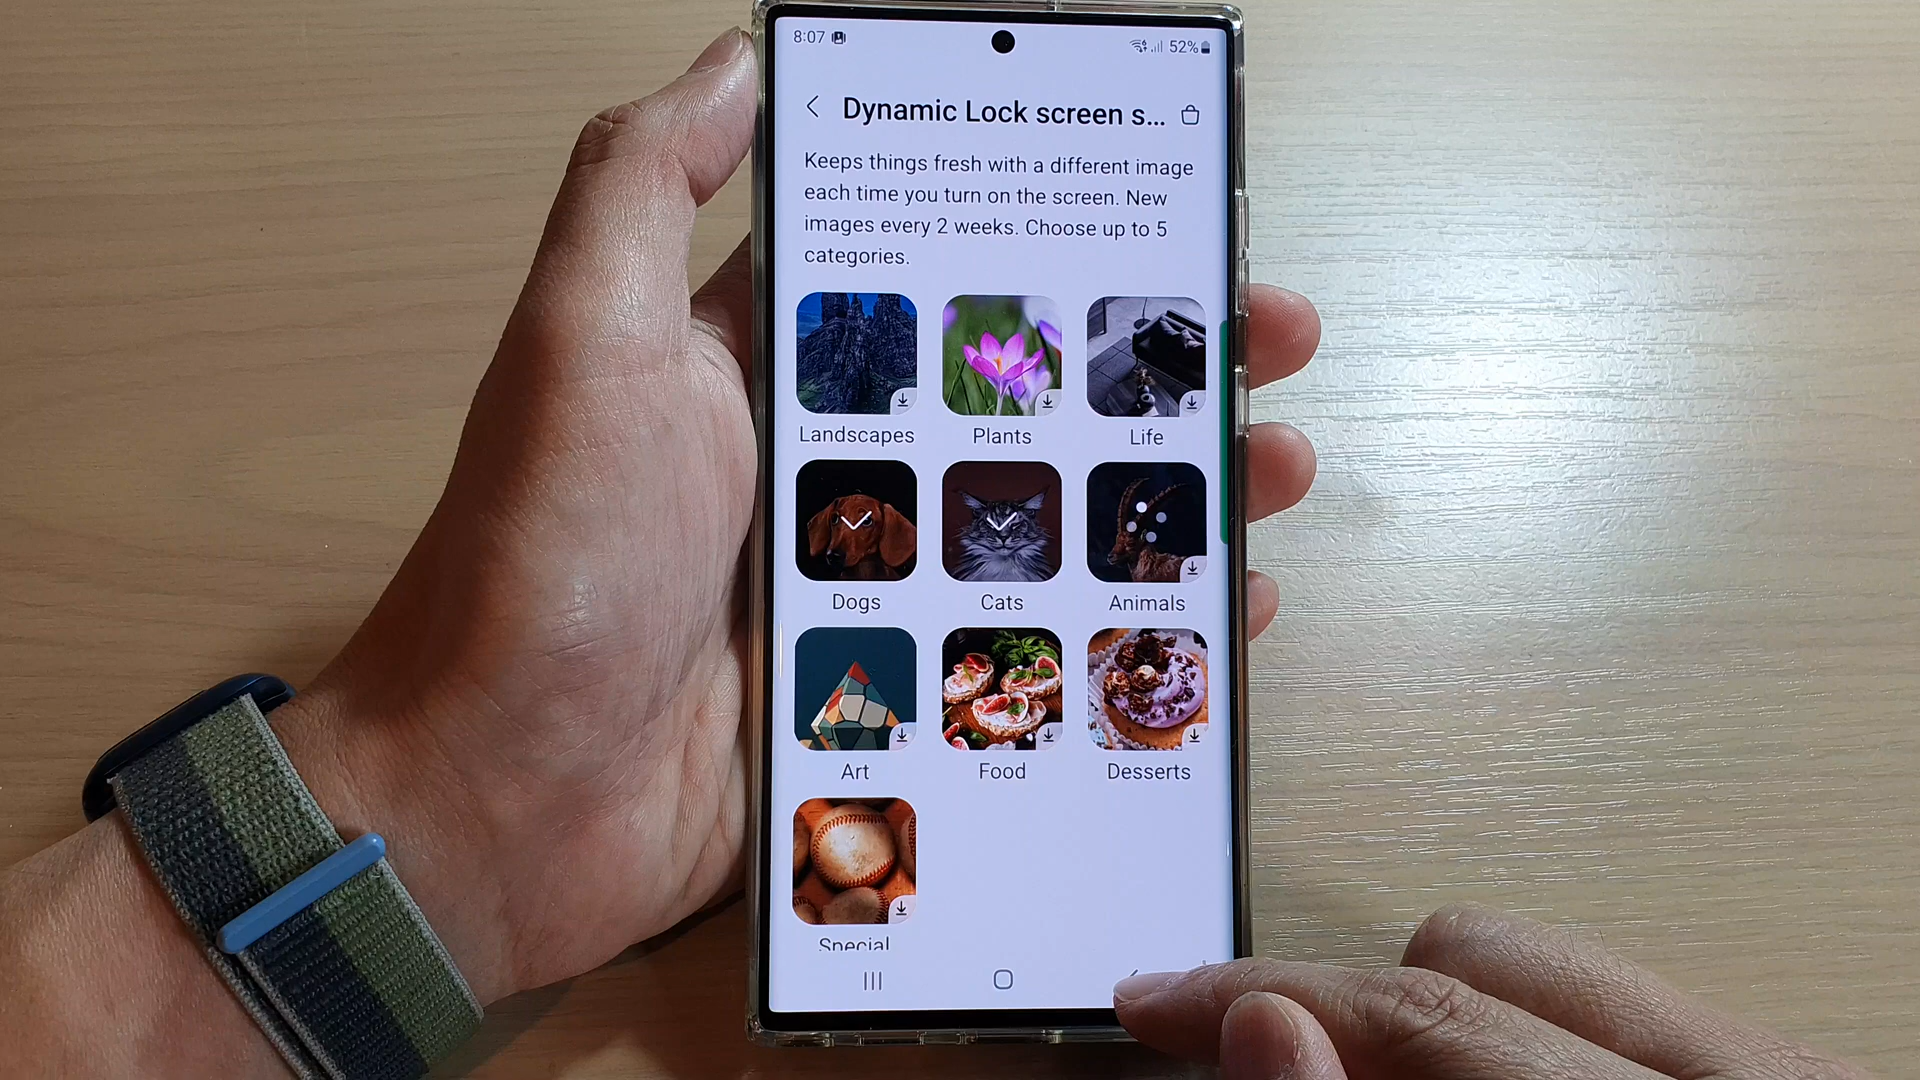 8:07
52%
Dynamic Lock screen s...
Keeps things fresh with a different image
each time you turn on the screen. New
images every 2 weeks. Choose up to 5
categories.
Landscapes
Plants
Life
Dogs
Cats
Animals
Art
Food
Desserts
Special